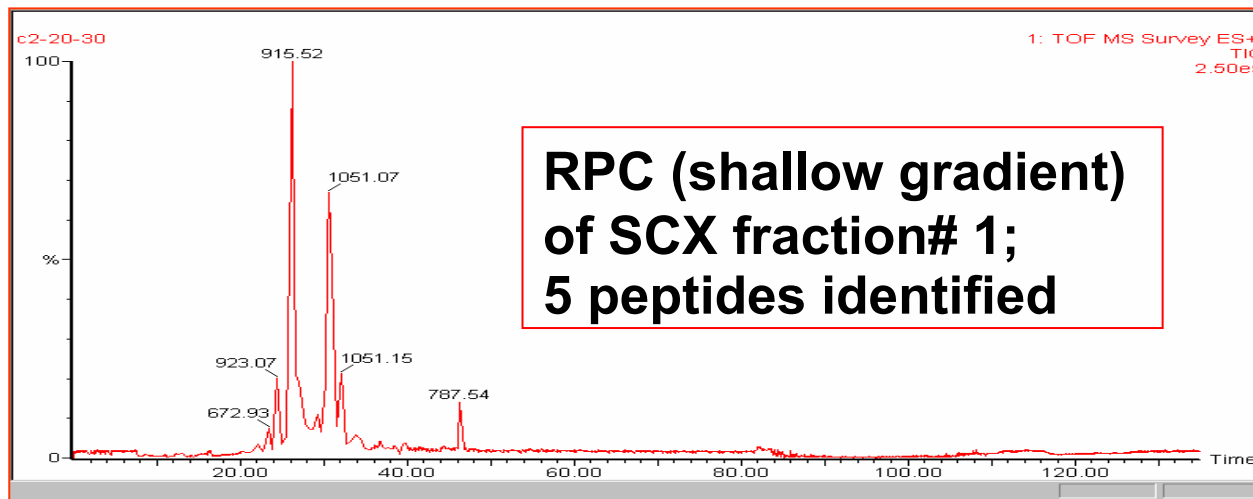 c2-20-30
1: TOF MS Survey ES+
TIC
100
915.52
RPC (shallow gradient)
1051.07
of SCX fraction# 1;
%
5 peptides identified
923.07
1051.15
787.54
672.93
0
Time
20.00 40.00 60.00 80.00 100.00 120.00